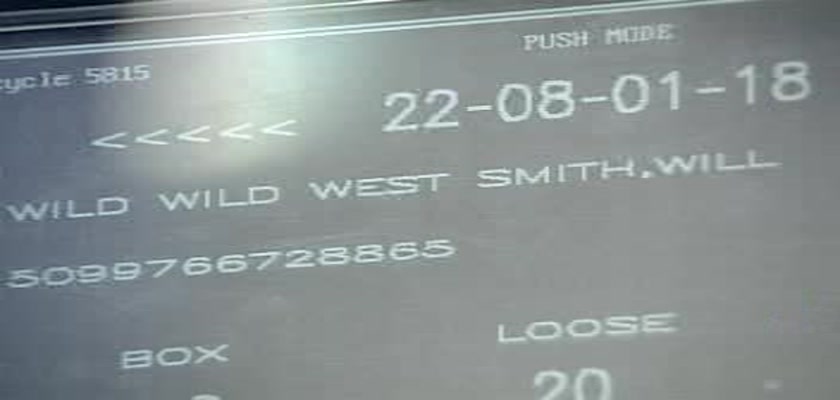 PUSH MODE
ycle 5815
<<<<< 22-08-01-18
WILD WILD WEST SMITH,WILL
5099766728865
BOX LOOSE
20